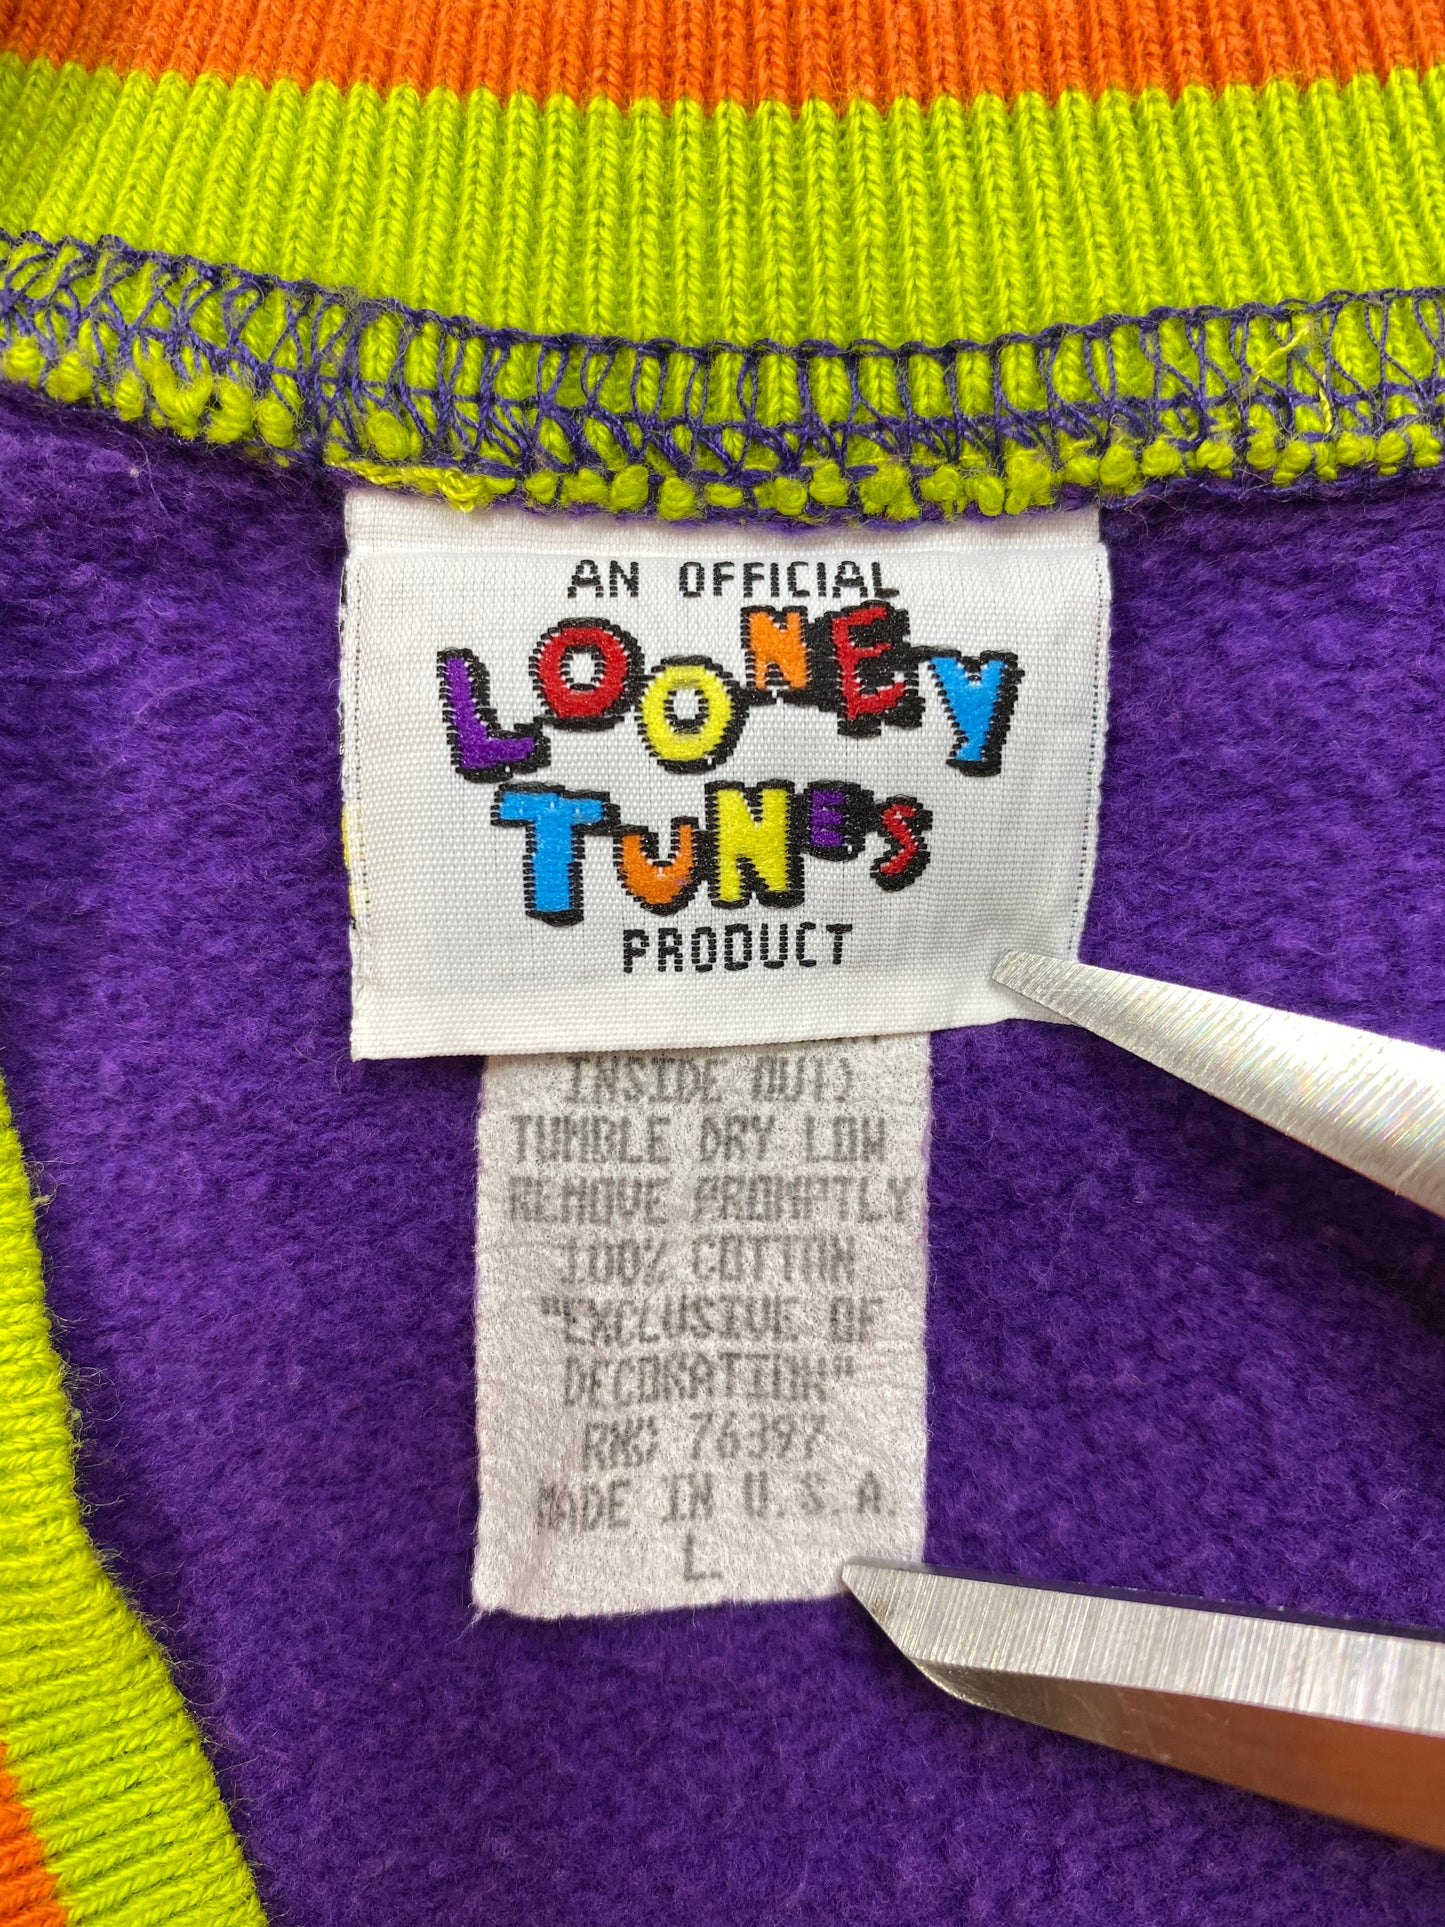 AN OFFICIAL
LOONEY
TUNES
PRODUCT
INSIDE OUT)
TUMBLE DRY LOW
REMOVE PROMPTLY
100% COTTON
"EXCLUSIVE OF
DECORATION"
RN# 76397
MADE IN U.S.A.
L